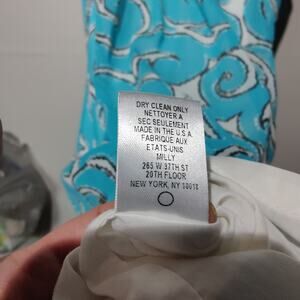 DRY CLEAN ONLY
NETTOYER A
SEC SEULEMENT
MADE IN THE U.S.A.
FABRIQUE AUX
ETATS-UNIS
MILLY
265 W 37TH ST
20TH FLOOR
NEW YORK, NY 10018